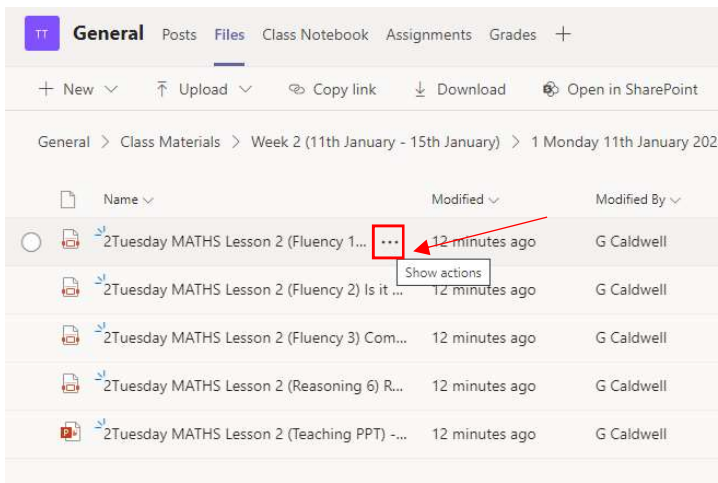 TT General Posts Files Class Notebook Assignments Grades +
+ New Upload Copy link Download Open in SharePoint
General > Class Materials > Week 2 (11th January - 15th January) > 1 Monday 11th January 202
Name Modified Modified By
2Tuesday MATHS Lesson 2 (Fluency 1... ... 12 minutes ago G Caldwell
Show actions
2Tuesday MATHS Lesson 2 (Fluency 2) Is it ... 12 minutes ago G Caldwell
2Tuesday MATHS Lesson 2 (Fluency 3) Com... 12 minutes ago G Caldwell
2Tuesday MATHS Lesson 2 (Reasoning 6) R... 12 minutes ago G Caldwell
2Tuesday MATHS Lesson 2 (Teaching PPT) -... 12 minutes ago G Caldwell